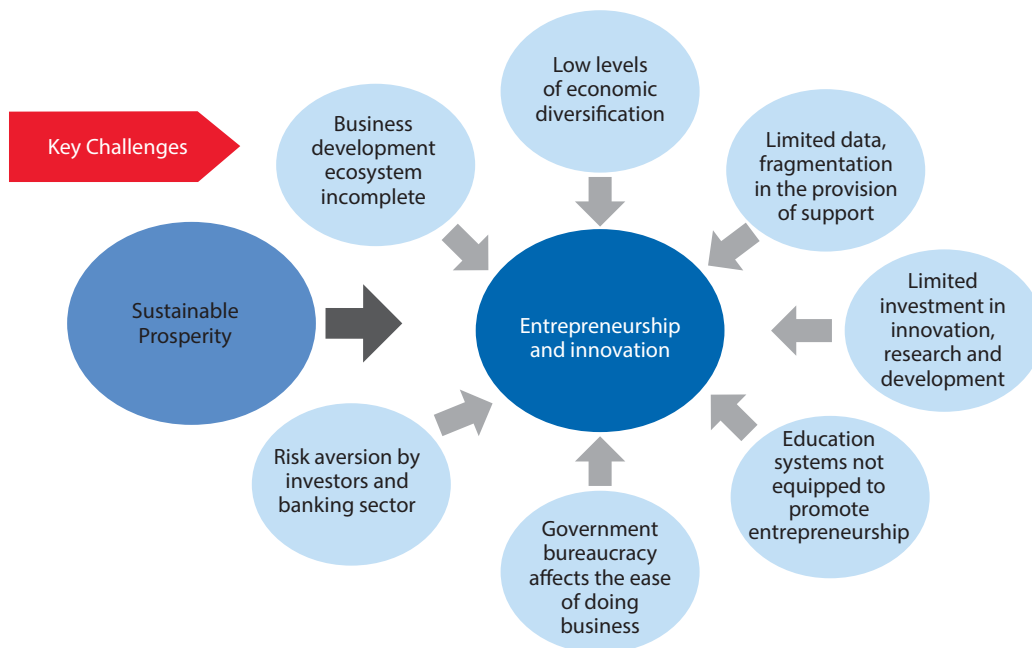 Key Challenges
Business
development
ecosystem
incomplete
Low levels
of economic
diversification
Limited data,
fragmentation
in the provision
of support
Sustainable
Prosperity
Entrepreneurship
and innovation
Limited
investment in
innovation,
research and
development
Risk aversion by
investors and
banking sector
Government
bureaucracy
affects the ease
of doing
business
Education
systems not
equipped to
promote
entrepreneurship